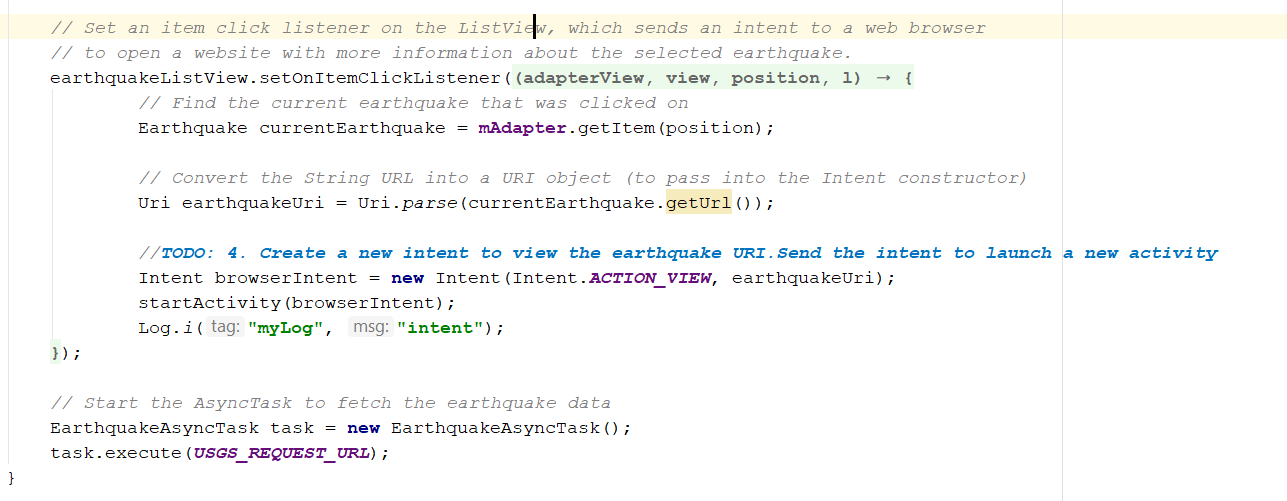 // Set an item click listener on the ListView, which sends an intent to a web browser
// to open a website with more information about the selected earthquake.
earthquakeListView.setOnItemClickListener((adapterView, view, position, l) → {
// Find the current earthquake that was clicked on
Earthquake currentEarthquake = mAdapter.getItem(position);
// Convert the String URL into a URI object (to pass into the Intent constructor)
Uri earthquakeUri = Uri.parse(currentEarthquake.getUrl());
//TODO: 4. Create a new intent to view the earthquake URI.Send the intent to launch a new activity
Intent browserIntent = new Intent(Intent.ACTION_VIEW, earthquakeUri);
startActivity(browserIntent);
Log.i( tag: "myLog", msg: "intent");
});
// Start the AsyncTask to fetch the earthquake data
EarthquakeAsyncTask task = new EarthquakeAsyncTask();
task.execute(USGS_REQUEST_URL);
}